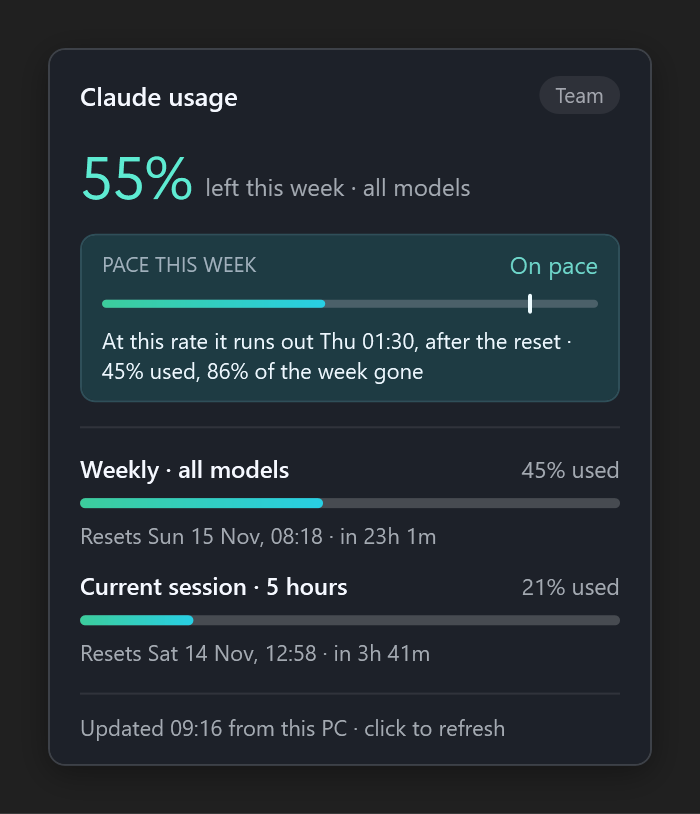 Claude usage
Team
55% left this week · all models
PACE THIS WEEK
On pace
At this rate it runs out Thu 01:30, after the reset ·
45% used, 86% of the week gone
Weekly · all models
45% used
Resets Sun 15 Nov, 08:18 · in 23h 1m
Current session · 5 hours
21% used
Resets Sat 14 Nov, 12:58 · in 3h 41m
Updated 09:16 from this PC · click to refresh